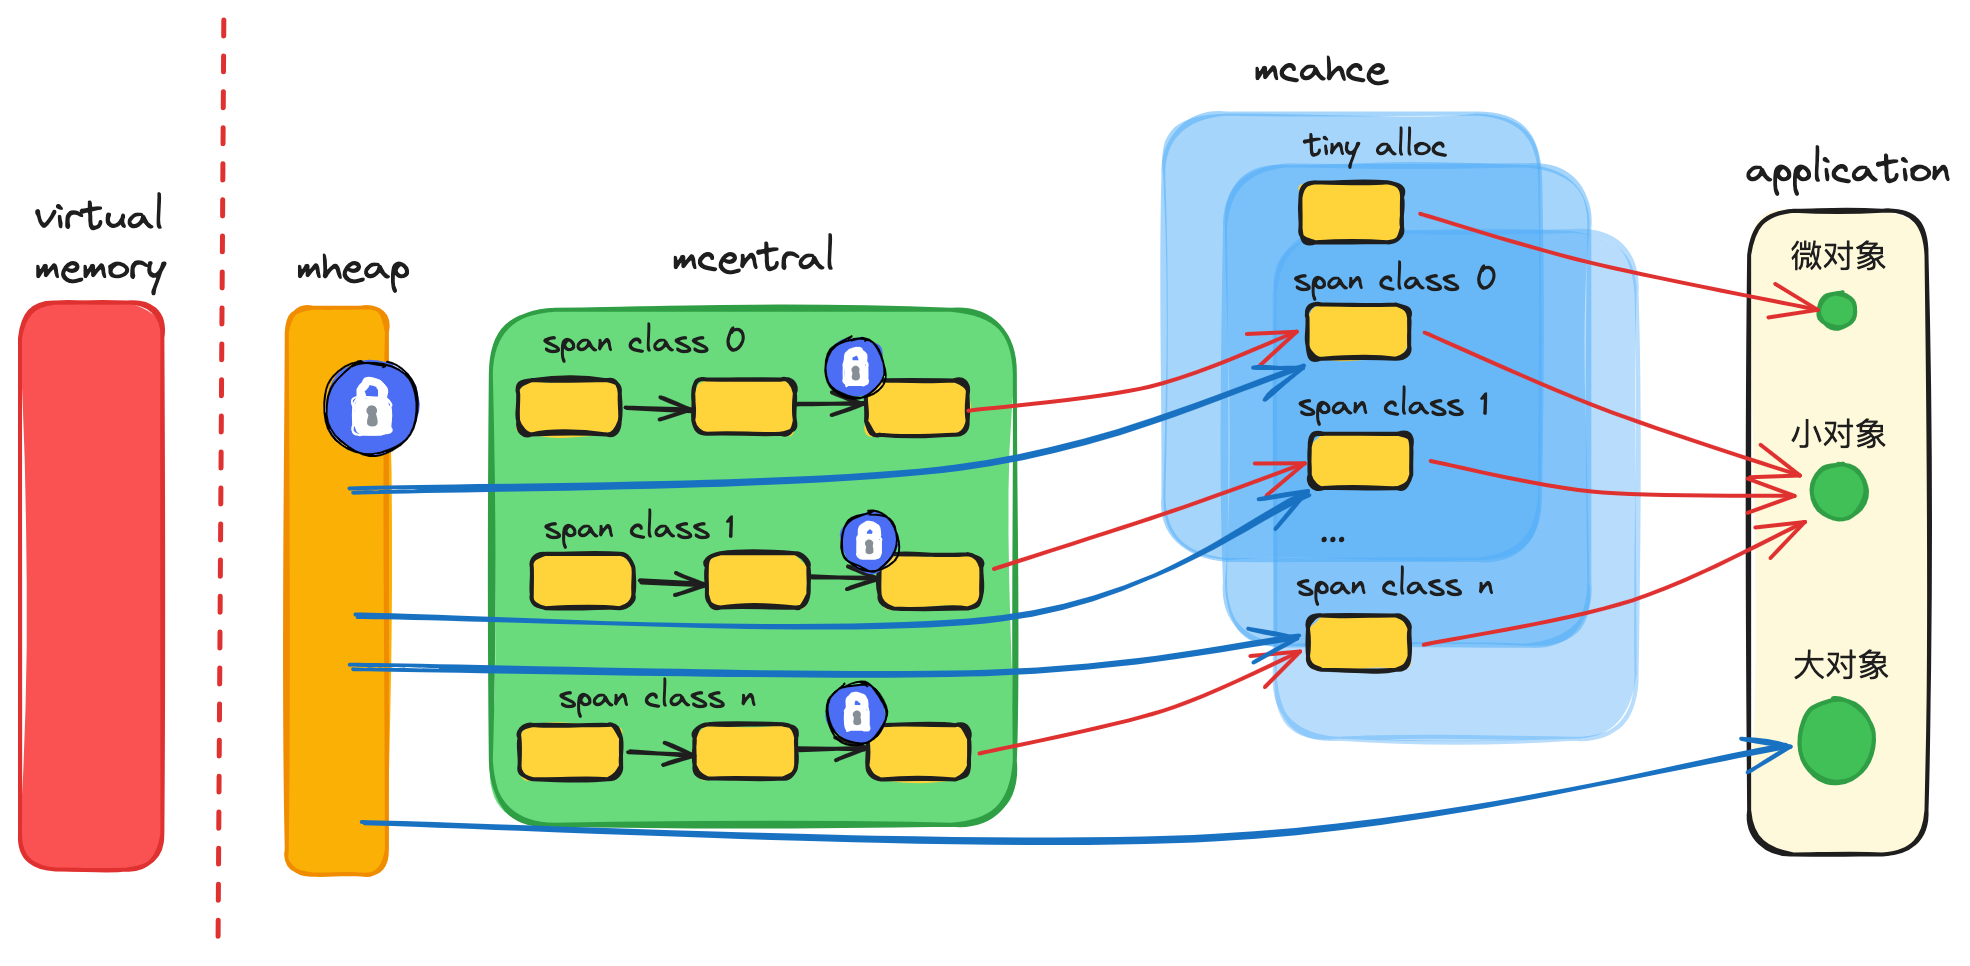 virtual
memory
mheap
mcentral
span class 0
span class 1
span class n
mcahce
tiny alloc
span class 0
span class 1
...
span class n
application
微对象
小对象
大对象